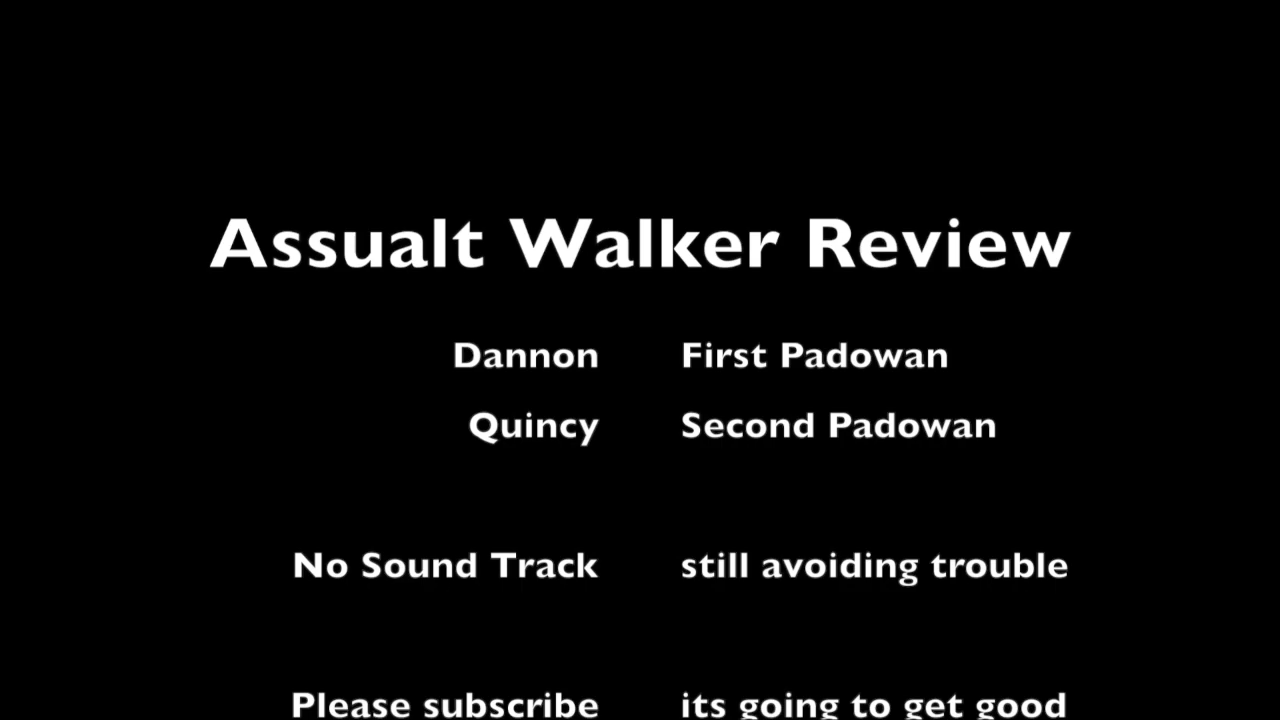 Assualt Walker Review
Dannon First Padowan
Quincy Second Padowan
No Sound Track still avoiding trouble
Please subscribe its going to get good